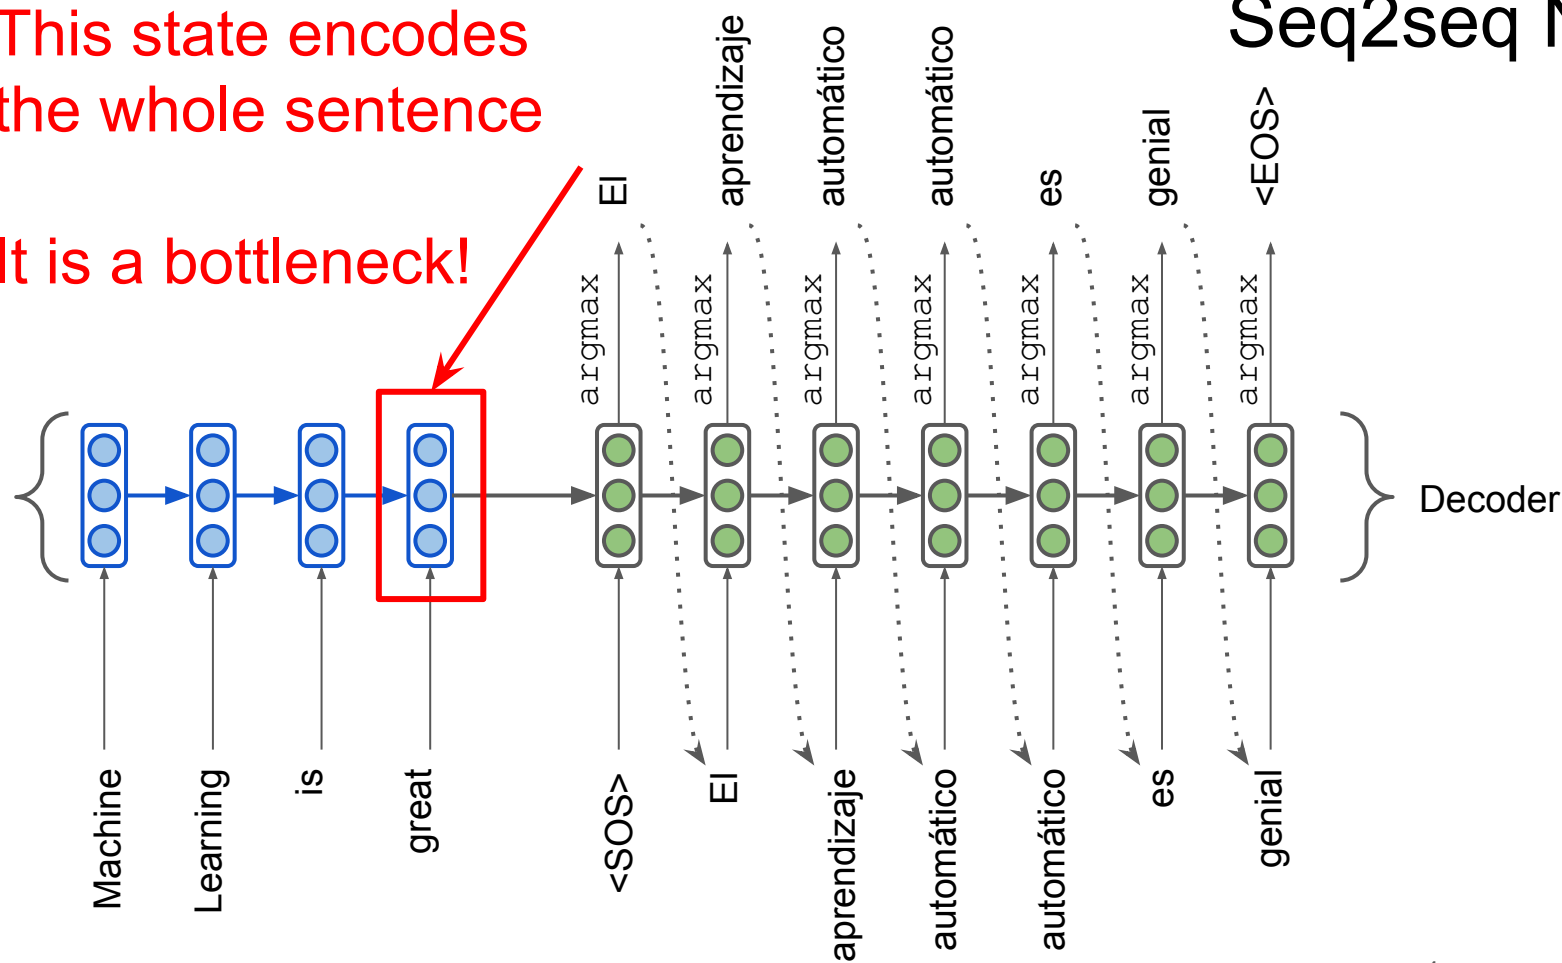 Seq2seq N
This state encodes
the whole sentence
It is a bottleneck!
El
aprendizaje
automático
automático
es
genial
<EOS>
argmax
argmax
argmax
argmax
argmax
argmax
argmax
Decoder
Machine
Learning
is
great
<SOS>
El
aprendizaje
automático
automático
es
genial